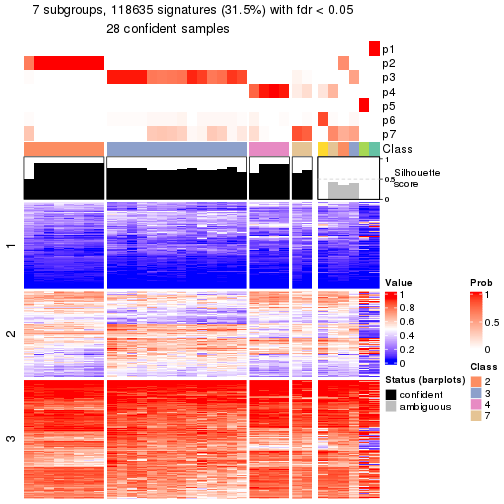 7 subgroups, 118635 signatures (31.5%) with fdr < 0.05
28 confident samples
p1
p2
p3
p4
p5
p6
p7
Class
1
0.5
0
Silhouette
score
1
2
3
Value
1
0.8
0.6
0.4
0.2
0
Prob
1
0.5
0
Status (barplots)
confident
ambiguous
Class
2
3
4
7